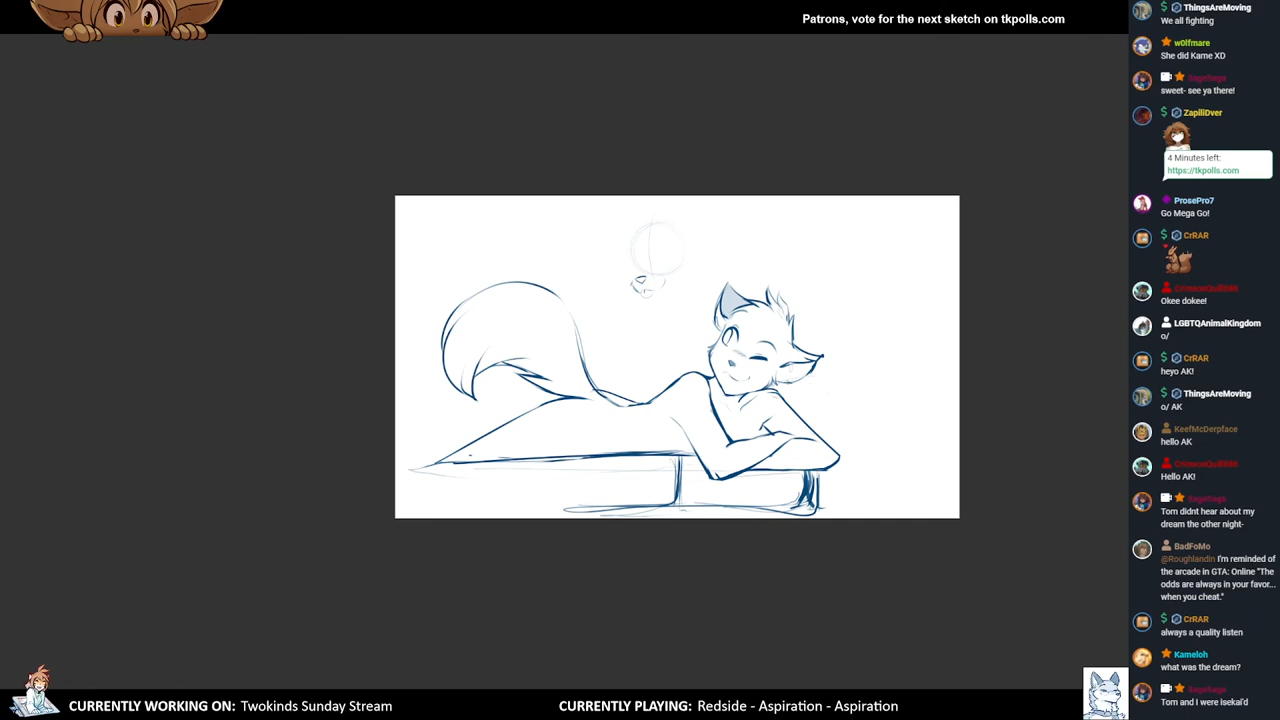 Patrons, vote for the next sketch on tkpolls.com
ThingsAreMoving
We all fighting
w0lfmare
She did Kame XD
SageSaga
sweet- see ya there!
ZapiliDver
4 Minutes left:
https://tkpolls.com
ProsePro7
Go Mega Go!
CrRAR
CrimsonQuill886
Okee dokee!
LGBTQAnimalKingdom
o/
CrRAR
heyo AK!
ThingsAreMoving
o/ AK
KeefMcDerpface
hello AK
Hello AK!
SageSaga
Tom didnt hear about my
dream the other night-
BadFoMo
@Roughlandin I'm reminded of
the arcade in GTA: Online "The
odds are always in your favor...
when you cheat."
CrRAR
always a quality listen
Kameloh
what was the dream?
SageSaga
Tom and I were Isekai'd
CURRENTLY WORKING ON: Twokinds Sunday Stream
CURRENTLY PLAYING: Redside - Aspiration - Aspiration